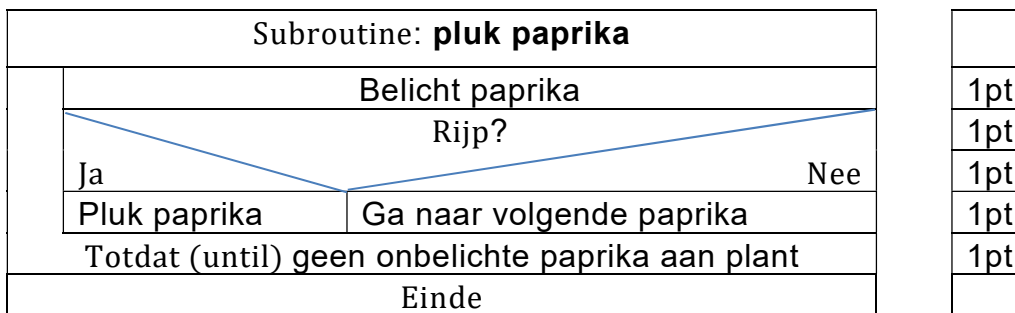 Subroutine: pluk paprika
Belicht paprika 1pt
Rijp? 1pt
Ja Nee 1pt
Pluk paprika Ga naar volgende paprika 1pt
Totdat (until) geen onbelichte paprika aan plant 1pt
Einde